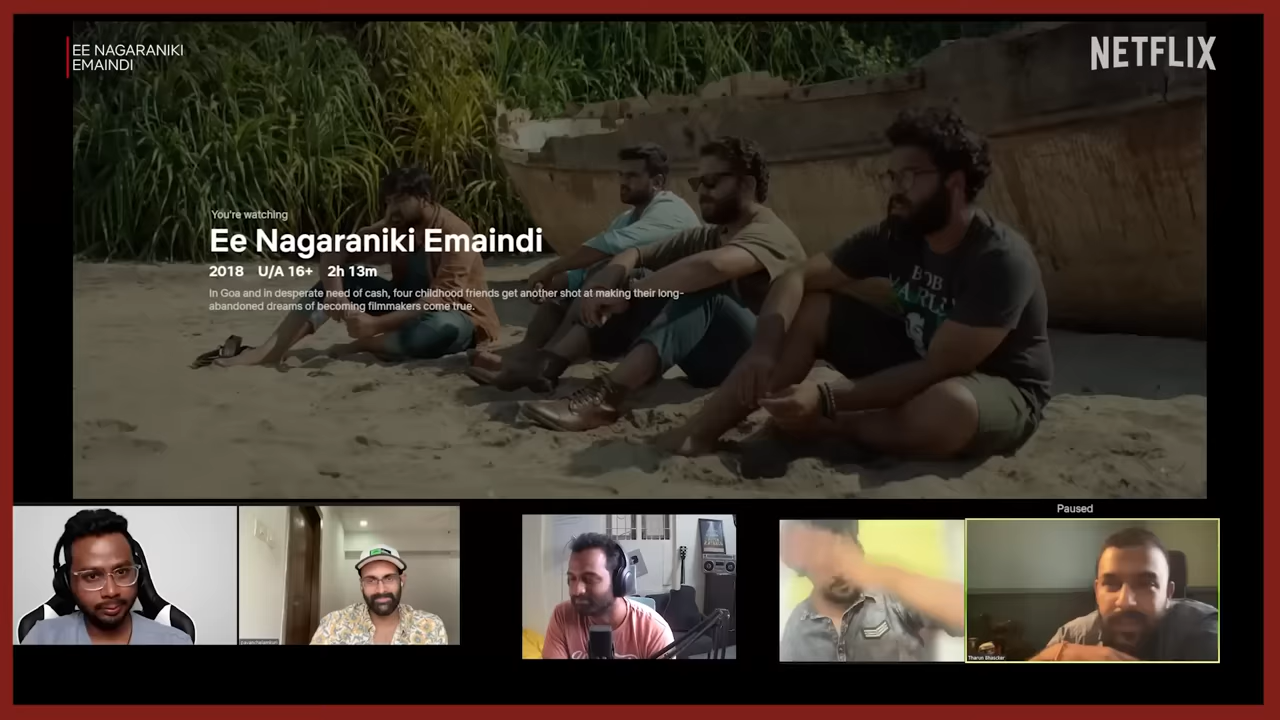 EE NAGARANIKI
EMAINDI
NETFLIX
You're watching
Ee Nagaraniki Emaindi
2018 U/A 16+ 2h 13m
In Goa and in desperate need of cash, four childhood friends get another shot at making their long-
abandoned dreams of becoming filmmakers come true.
BOB
MARLEY
Paused
Tharun Bhascker